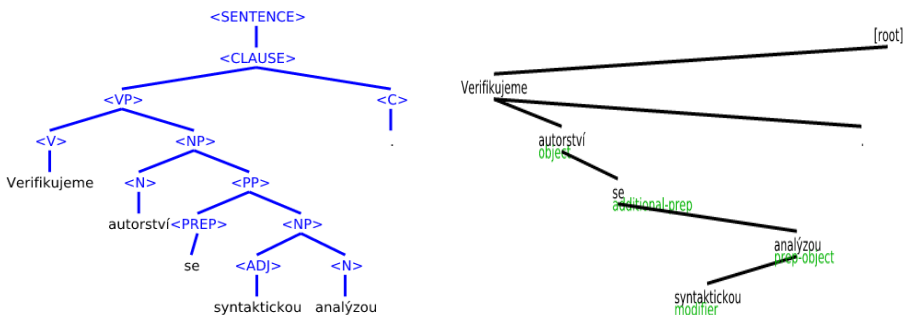 <SENTENCE>
<CLAUSE>
<VP> <C>
<V> <NP> .
Verifikujeme <N> <PP>
autorství <PREP> <NP>
se <ADJ> <N>
syntaktickou analýzou
[root]
Verifikujeme
autorství .
object
se
additional-prep
analýzou
prep-object
syntaktickou
modifier